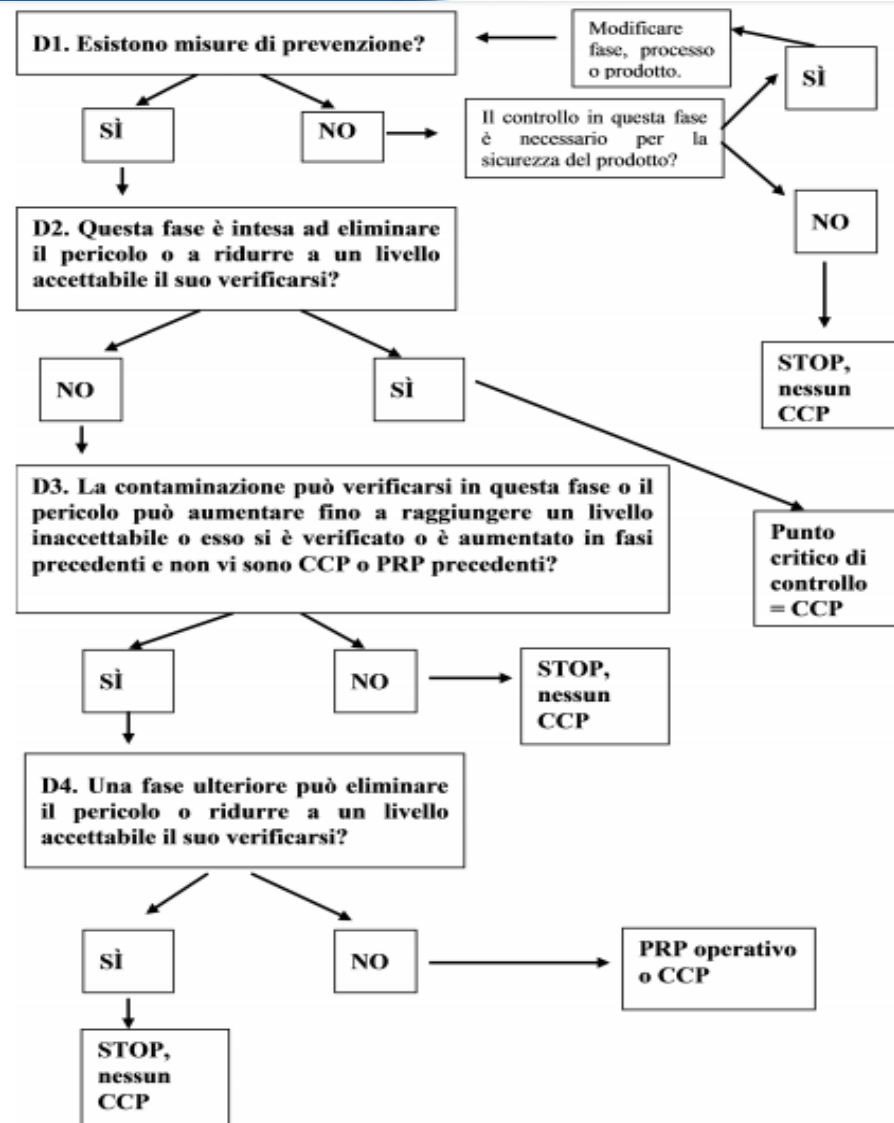 D1. Esistono misure di prevenzione?
Modificare
fase, processo
o prodotto.
SÌ
SÌ
NO
Il controllo in questa fase
è necessario per la
sicurezza del prodotto?
NO
D2. Questa fase è intesa ad eliminare
il pericolo o a ridurre a un livello
accettabile il suo verificarsi?
STOP,
nessun
CCP
NO
SÌ
D3. La contaminazione può verificarsi in questa fase o il
pericolo può aumentare fino a raggiungere un livello
inaccettabile o esso si è verificato o è aumentato in fasi
precedenti e non vi sono CCP o PRP precedenti?
Punto
critico di
controllo
= CCP
SÌ
NO
STOP,
nessun
CCP
D4. Una fase ulteriore può eliminare
il pericolo o ridurre a un livello
accettabile il suo verificarsi?
SÌ
NO
PRP operativo
o CCP
STOP,
nessun
CCP